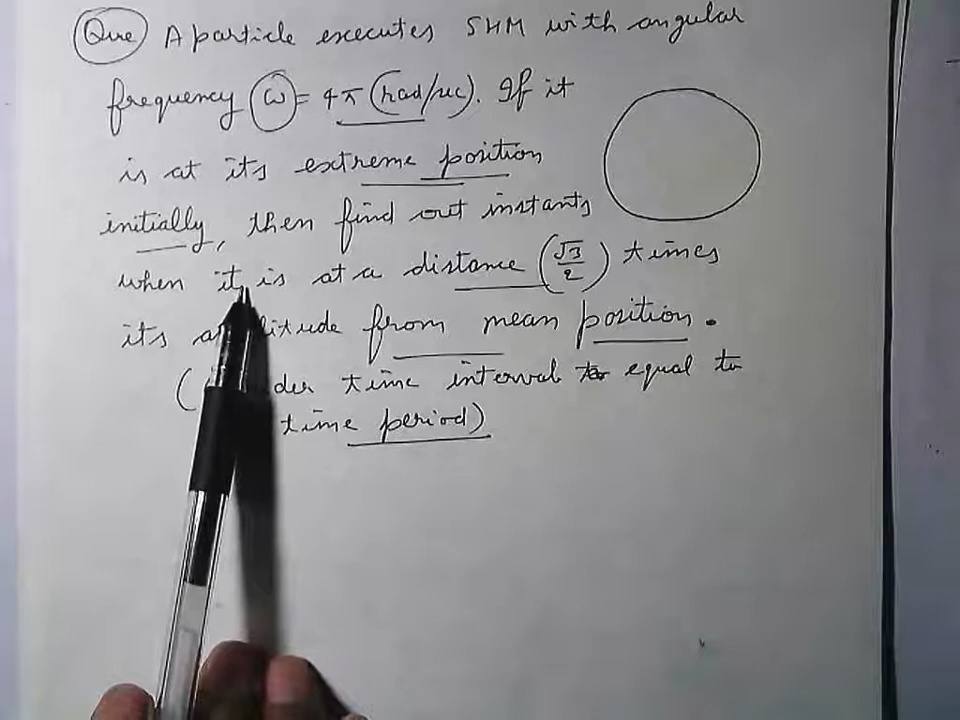 Que A particle executes SHM with angular
frequency (ω) = 4π (rad/sec). If it
is at its extreme position
initially, then find out instants
when it is at a distance (√3/2) times
its from mean position.
( time interval equal to
time period)